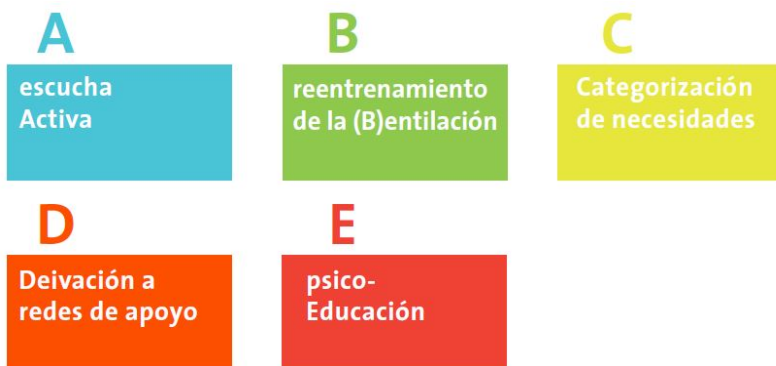 A
escucha
Activa
B
reentrenamiento
de la (B)entilación
C
Categorización
de necesidades
D
Deivación a
redes de apoyo
E
psico-
Educación